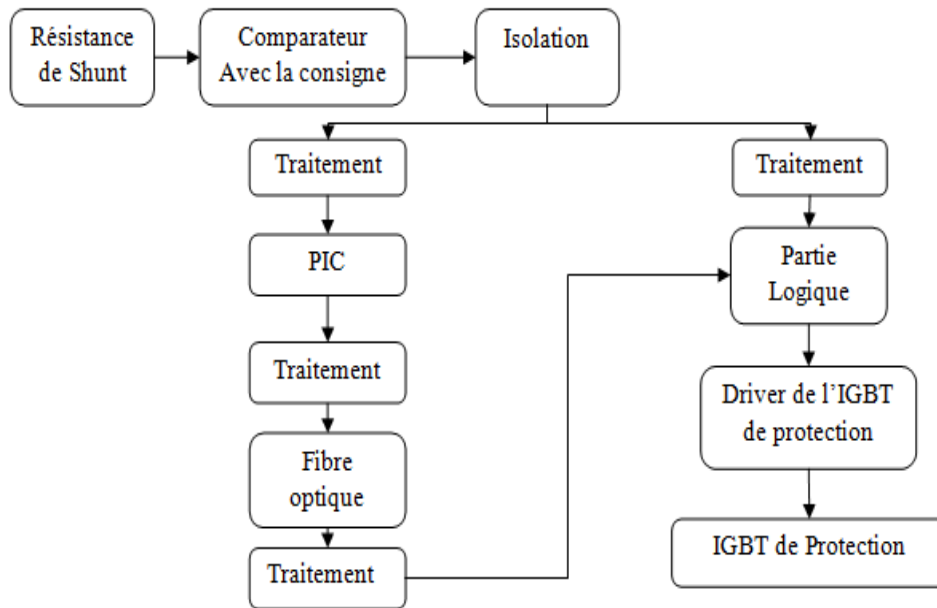 Résistance
de Shunt
Comparateur
Avec la consigne
Isolation
Traitement
PIC
Traitement
Fibre
optique
Traitement
Traitement
Partie
Logique
Driver de l’IGBT
de protection
IGBT de Protection